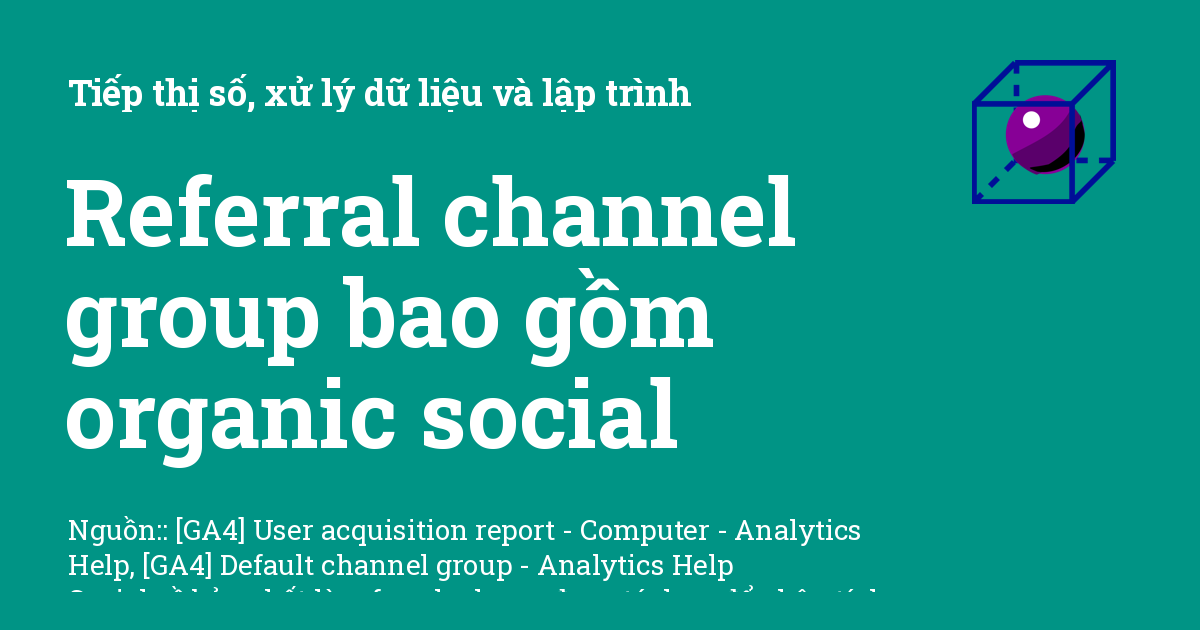 Tiếp thị số, xử lý dữ liệu và lập trình
Referral channel
group bao gồm
organic social
Nguồn:: [GA4] User acquisition report - Computer - Analytics
Help, [GA4] Default channel group - Analytics Help